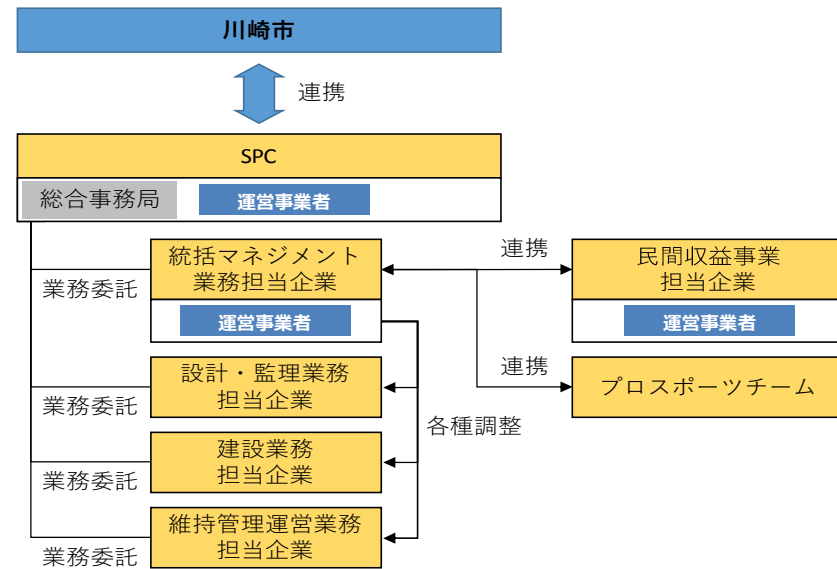 川崎市
連携
SPC
総合事務局
運営事業者
統括マネジメント
業務担当企業
連携
民間収益事業
担当企業
業務委託
運営事業者
運営事業者
設計・監理業務
担当企業
連携
プロスポーツチーム
業務委託
各種調整
建設業務
担当企業
業務委託
維持管理運営業務
担当企業
業務委託